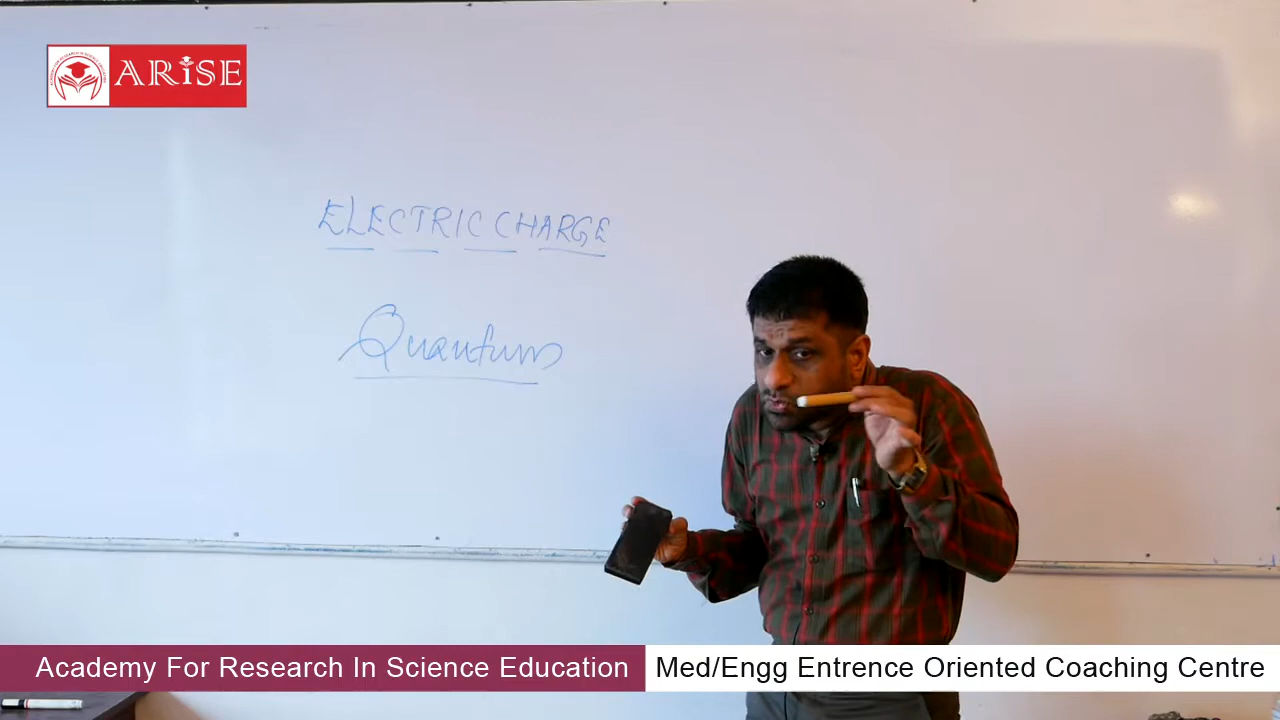 ARiSE
ELECTRIC CHARGE
Quantum
Academy For Research In Science Education
Med/Engg Entrence Oriented Coaching Centre